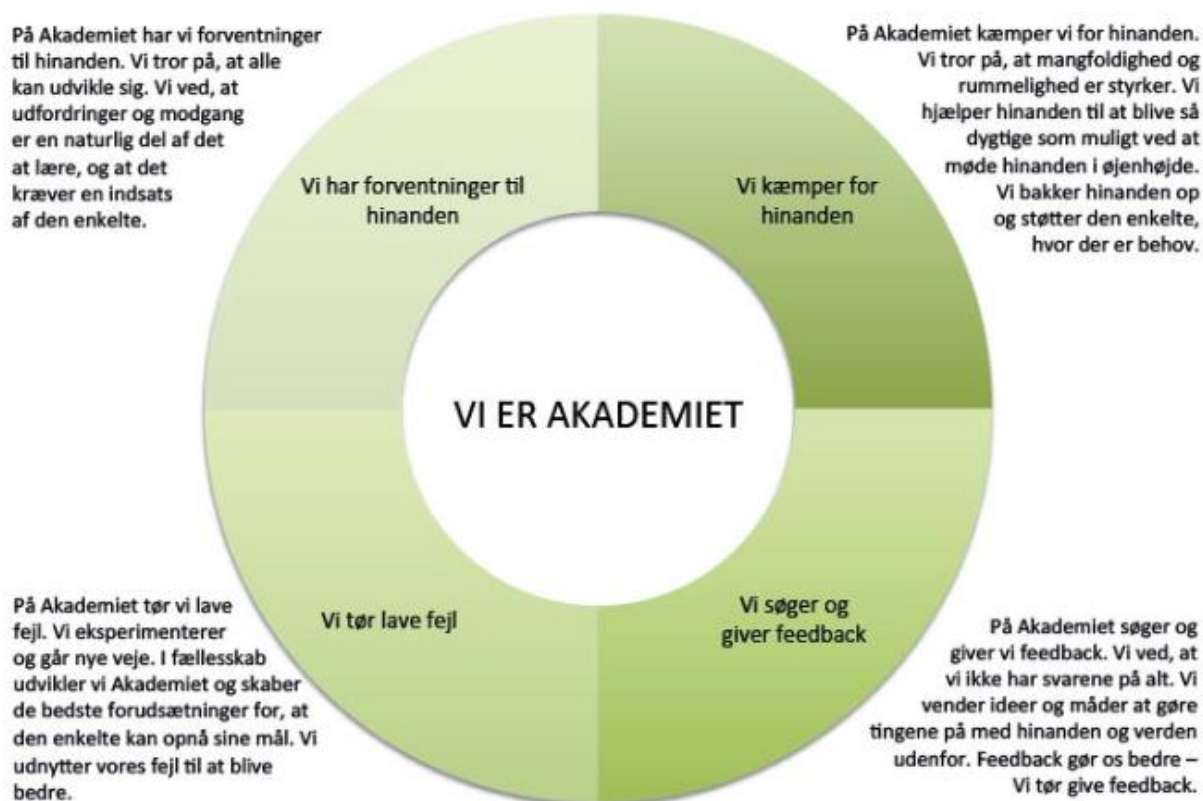 På Akademiet har vi forventninger
til hinanden. Vi tror på, at alle
kan udvikle sig. Vi ved, at
udfordringer og modgang
er en naturlig del af det
at lære, og at det
kræver en indsats
af den enkelte.
Vi har forventninger til
hinanden
På Akademiet kæmper vi for hinanden.
Vi tror på, at mangfoldighed og
rummelighed er styrker. Vi
hjælper hinanden til at blive så
dygtige som muligt ved at
møde hinanden i øjenhøjde.
Vi bakker hinanden op
og støtter den enkelte,
hvor der er behov.
Vi kæmper for
hinanden
VI ER AKADEMIET
På Akademiet tør vi lave
fejl. Vi eksperimenterer
og går nye veje. I fællesskab
udvikler vi Akademiet og skaber
de bedste forudsætninger for, at
den enkelte kan opnå sine mål. Vi
udnytter vores fejl til at blive
bedre.
Vi tør lave fejl
Vi søger og
giver feedback
På Akademiet søger og
giver vi feedback. Vi ved, at
vi ikke har svarene på alt. Vi
vender ideer og måder at gøre
tingene på med hinanden og verden
udenfor. Feedback gør os bedre –
Vi tør give feedback.